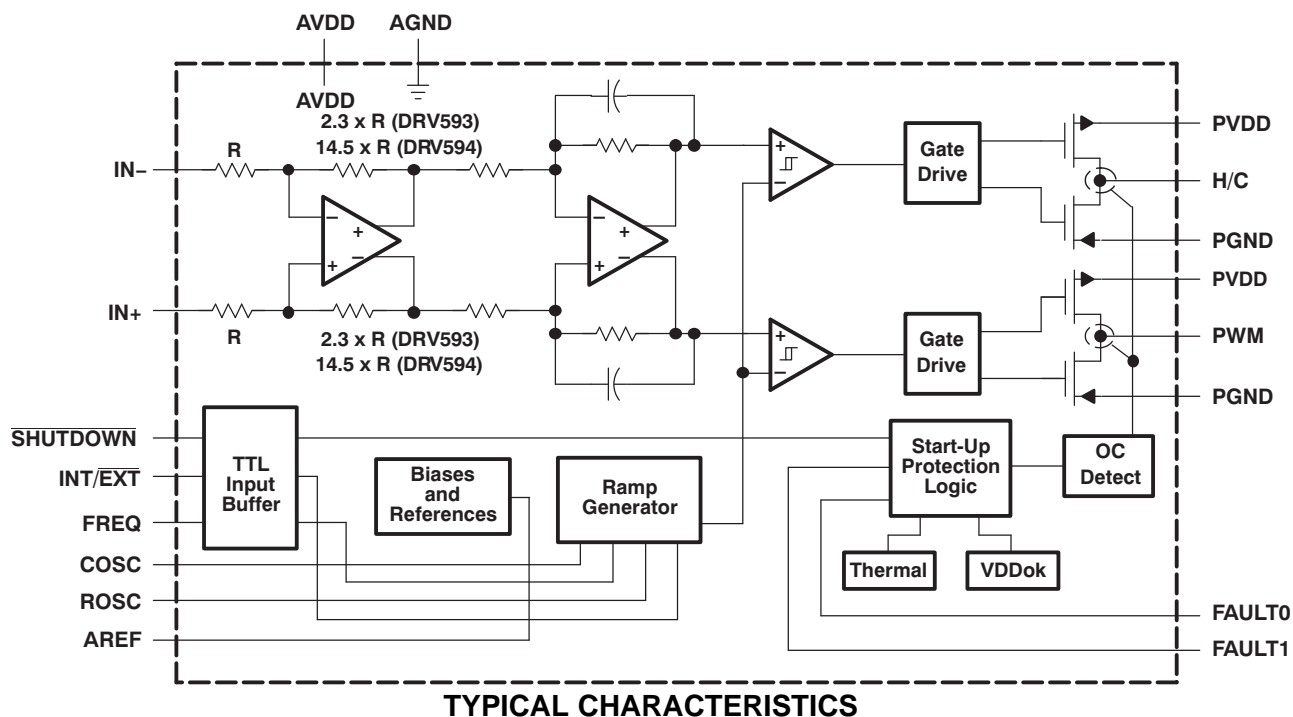 AVDD AGND
AVDD
2.3 x R (DRV593)
14.5 x R (DRV594)
R
IN–
– + + –
– + + –
+ –
Gate
Drive
PVDD
H/C
PGND
IN+
R
2.3 x R (DRV593)
14.5 x R (DRV594)
+ –
Gate
Drive
PVDD
PWM
PGND
SHUTDOWN
INT/EXT
FREQ
COSC
ROSC
AREF
TTL
Input
Buffer
Biases
and
References
Ramp
Generator
Start-Up
Protection
Logic
OC
Detect
Thermal
VDDok
FAULT0
FAULT1
TYPICAL CHARACTERISTICS